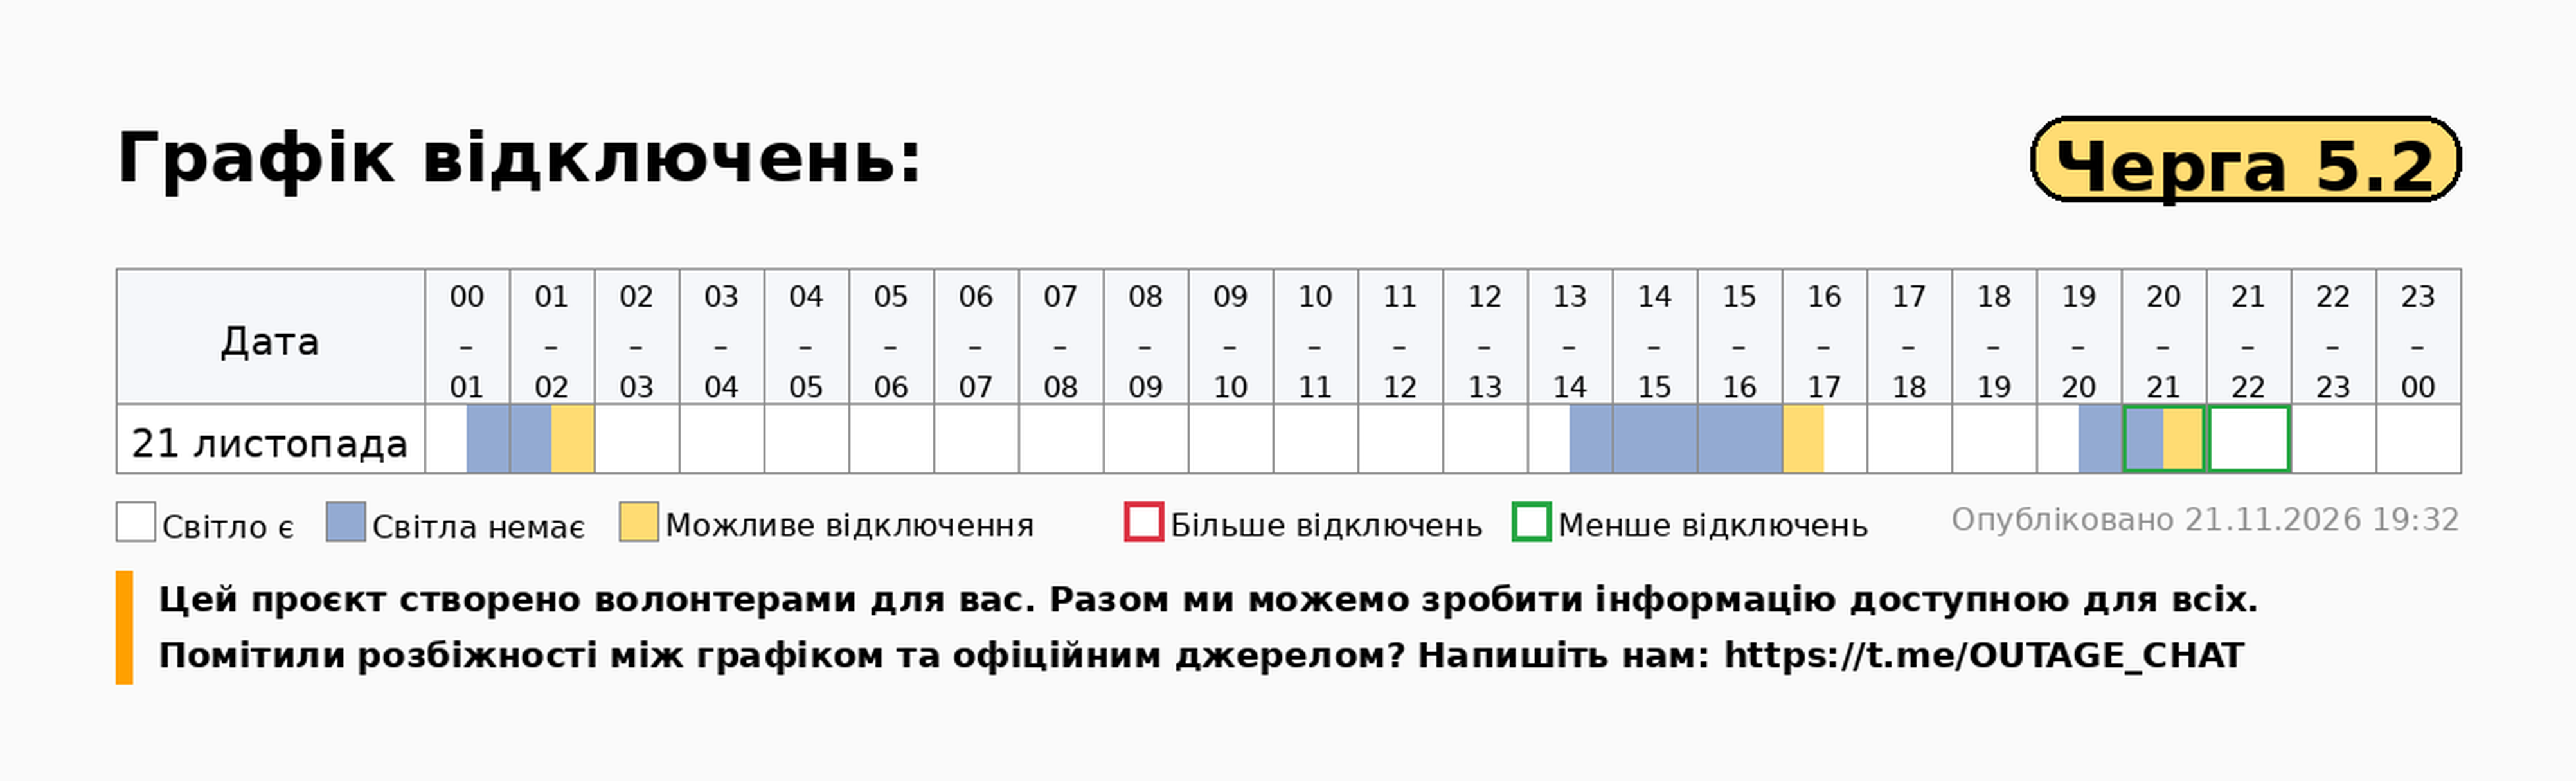 Графік відключень:
Черга 5.2
Дата 00 – 01 01 – 02 02 – 03 03 – 04 04 – 05 05 – 06 06 – 07 07 – 08 08 – 09 09 – 10 10 – 11 11 – 12 12 – 13 13 – 14 14 – 15 15 – 16 16 – 17 17 – 18 18 – 19 19 – 20 20 – 21 21 – 22 22 – 23 23 – 00
21 листопада
Світло є Світла немає Можливе відключення Більше відключень Менше відключень Опубліковано 21.11.2026 19:32
Цей проєкт створено волонтерами для вас. Разом ми можемо зробити інформацію доступною для всіх.
Помітили розбіжності між графіком та офіційним джерелом? Напишіть нам: https://t.me/OUTAGE_CHAT